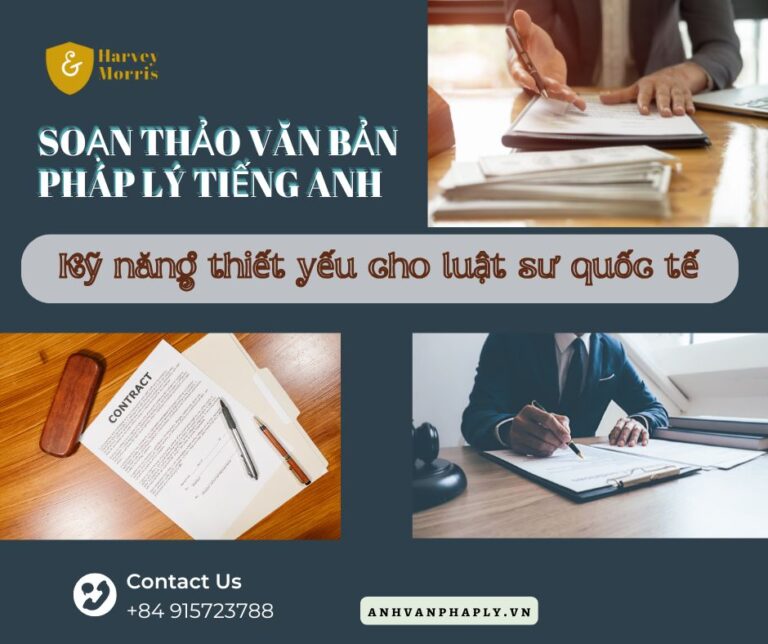 &
Harvey
Morris
SOẠN THẢO VĂN BẢN
PHÁP LÝ TIẾNG ANH
Kỹ năng thiết yếu cho luật sư quốc tế
CONTRACT
Contact Us
+84 915723788
ANHVANPHAPLY.VN